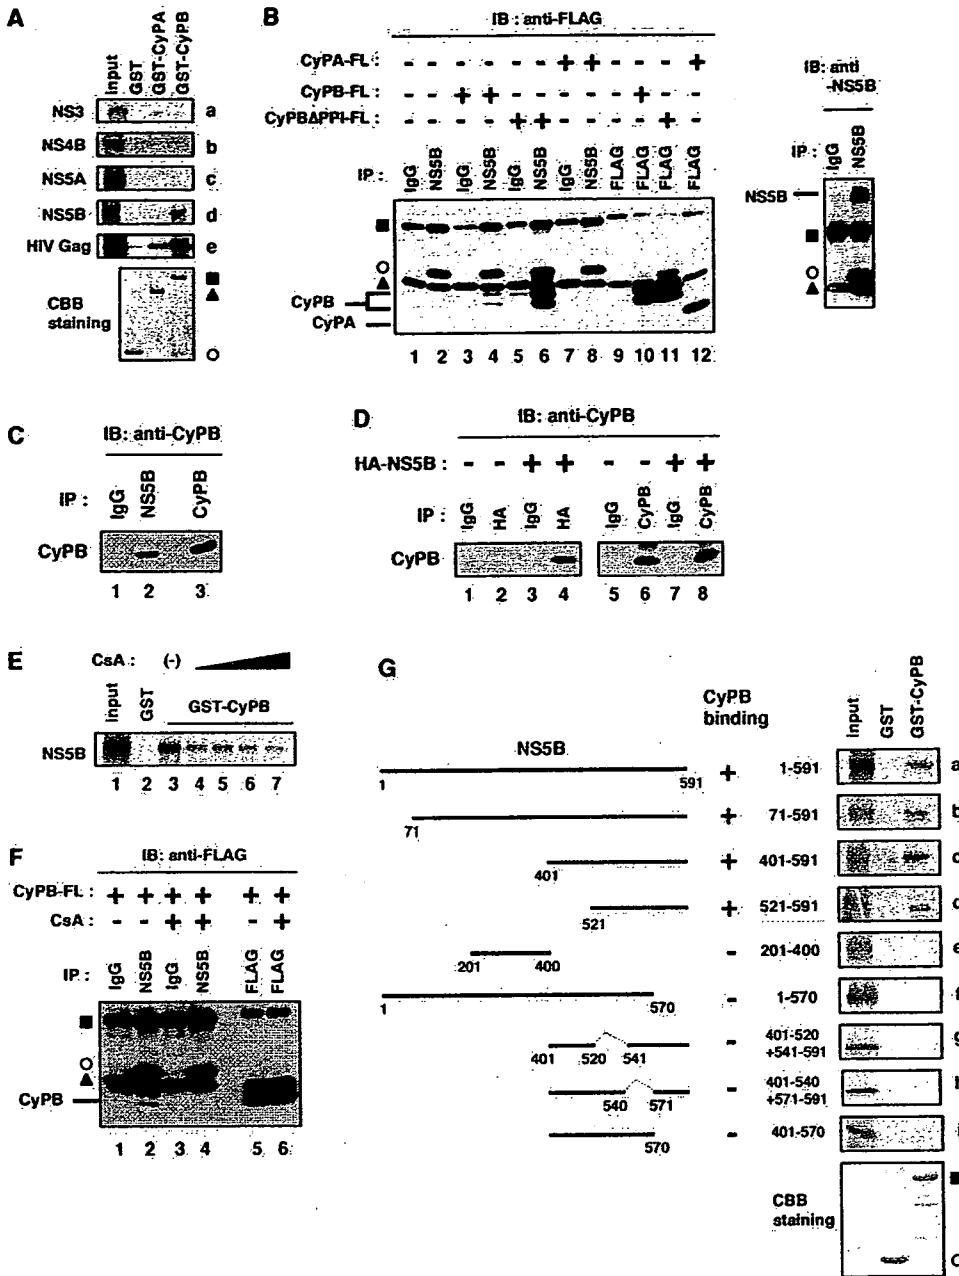 A
Input GST GST-CyPA GST-CyPB
NS3 a
NS4B b
NS5A c
NS5B d
HIV Gag e
CBB
staining
B
IB : anti-FLAG
CyPA-FL : - - - - - - + + - - - +
CyPB-FL : - - + + - - - - - + - -
CyPBΔPPI-FL : - - - - + + - - - - + -
IP : IgG NS5B IgG NS5B IgG NS5B IgG NS5B FLAG FLAG FLAG FLAG
CyPB
CyPA
1 2 3 4 5 6 7 8 9 10 11 12
IB: anti
-NS5B
IP : IgG NS5B
NS5B
C
IB: anti-CyPB
IP : IgG NS5B CyPB
CyPB
1 2 3
D
IB: anti-CyPB
HA-NS5B : - - + + - - + +
IP : IgG HA IgG HA IgG CyPB IgG CyPB
CyPB
1 2 3 4 5 6 7 8
E
CsA : (-)
Input GST GST-CyPB
NS5B
1 2 3 4 5 6 7
F
IB: anti-FLAG
CyPB-FL : + + + + + +
CsA : - - + + - +
IP : IgG NS5B IgG NS5B FLAG FLAG
CyPB
1 2 3 4 5 6
G
CyPB
binding
Input GST GST-CyPB
NS5B
1 591 + 1-591 a
71 + 71-591 b
401 + 401-591 c
521 + 521-591 d
201 400 - 201-400 e
1 570 - 1-570 f
401 520 541 - 401-520
+541-591 g
540 571 - 401-540
+571-591 h
570 - 401-570 i
CBB
staining